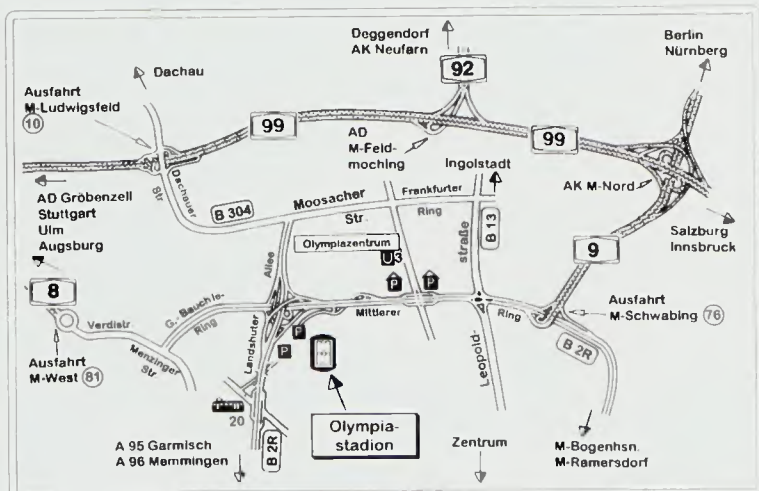 Deggendorf
AK Neufarn
Berlin
Nürnberg
Dachau
92
Ausfahrt
M-Ludwigsfeld
10
99
AD
M-Feld-
moching
99
Ingolstadt
AK M-Nord
AD Gröbenzell
Stuttgart
Ulm
Augsburg
Dachauer
Str
B 304
Moosacher
Str.
Frankfurter
Ring
B 13
Salzburg
Innsbruck
Olympiazentrum
U3
straße
Leopold-
9
8
Allee
Landshuter
G.-Bauchle-
Ring
Mittlerer
Ring
Ausfahrt
M-Schwabing 76
Verdistr.
Menzinger
Str.
P
P
B 2R
Ausfahrt
M-West 81
20
Olympia-
stadion
A 95 Garmisch
A 96 Memmingen
B 2R
Zentrum
M-Bogenhsn.
M-Ramersdorf